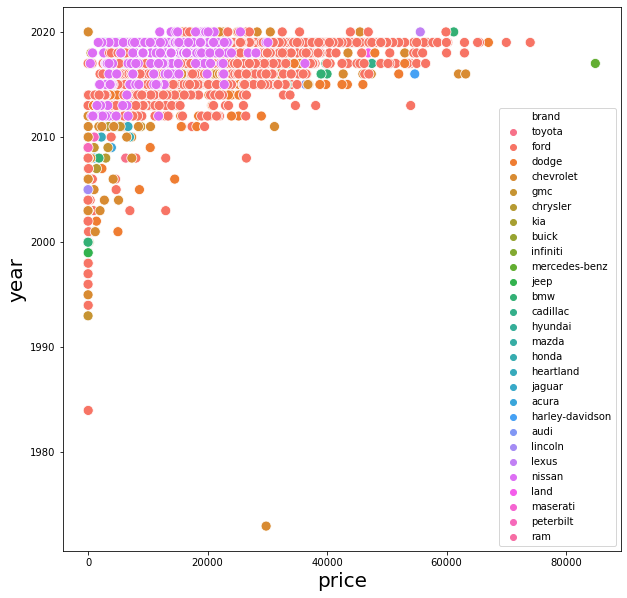 2020
2010
2000
1990
1980
year
0
20000
40000
60000
80000
price
brand
toyota
ford
dodge
chevrolet
gmc
chrysler
kia
buick
infiniti
mercedes-benz
jeep
bmw
cadillac
hyundai
mazda
honda
heartland
jaguar
acura
harley-davidson
audi
lincoln
lexus
nissan
land
maserati
peterbilt
ram